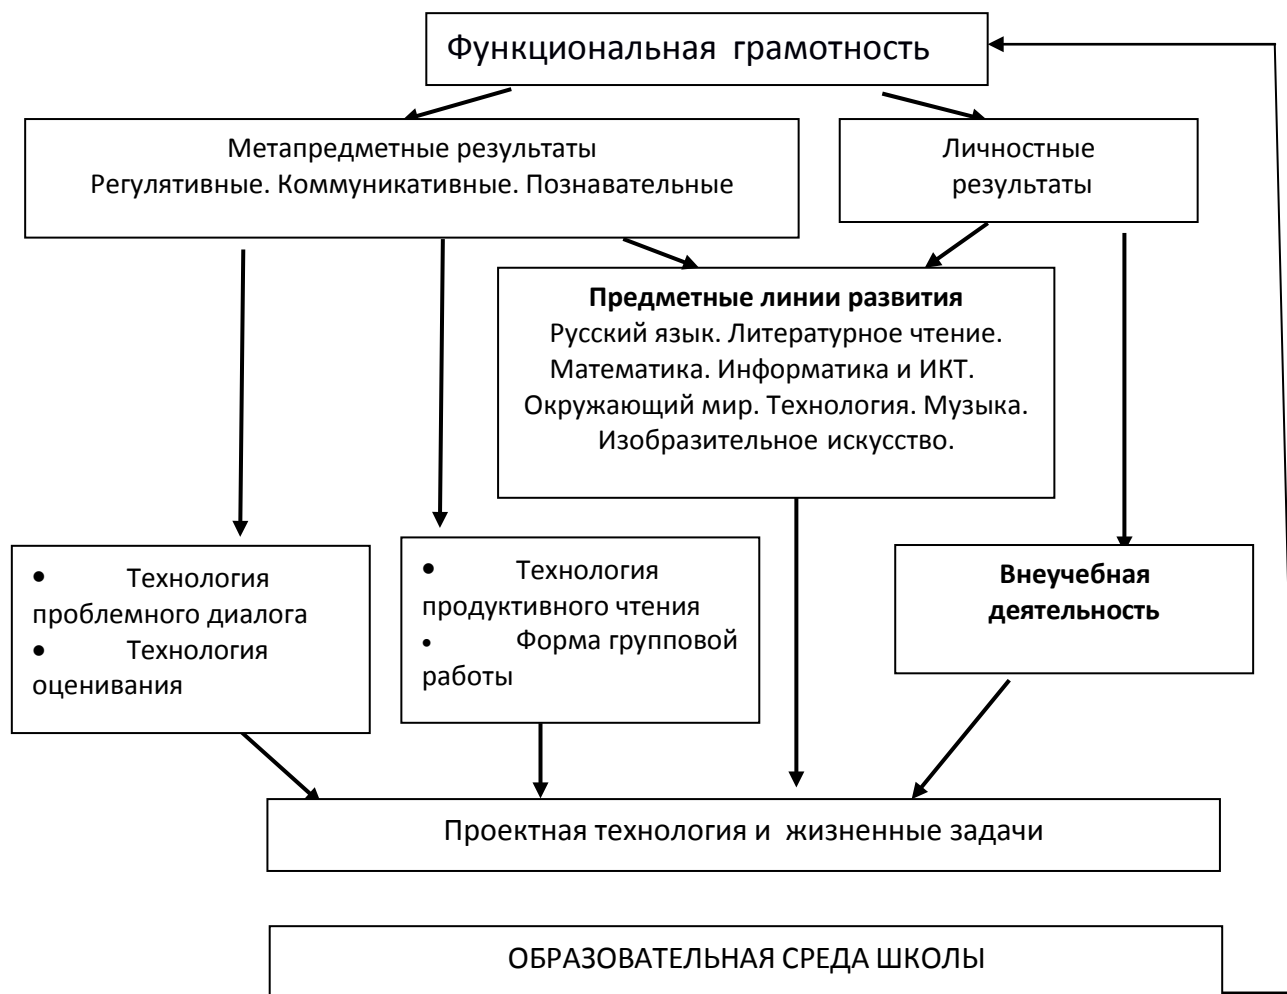 Функциональная грамотность
Метапредметные результаты
Регулятивные. Коммуникативные. Познавательные
Личностные
результаты
Предметные линии развития
Русский язык. Литературное чтение.
Математика. Информатика и ИКТ.
Окружающий мир. Технология. Музыка.
Изобразительное искусство.
• Технология
проблемного диалога
• Технология
оценивания
• Технология
продуктивного чтения
• Форма групповой
работы
Внеучебная
деятельность
Проектная технология и жизненные задачи
ОБРАЗОВАТЕЛЬНАЯ СРЕДА ШКОЛЫ